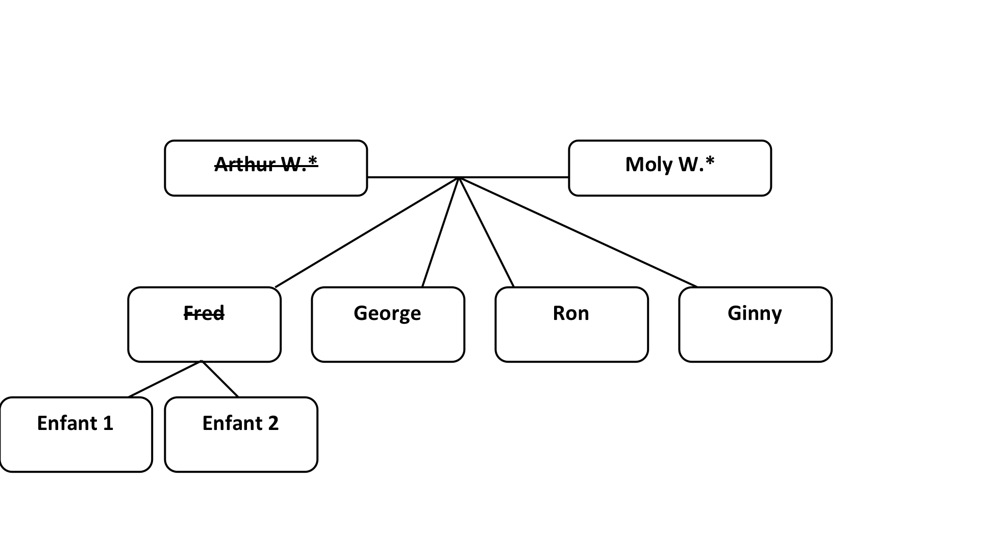 Arthur W.*
Moly W.*
Fred
George
Ron
Ginny
Enfant 1
Enfant 2